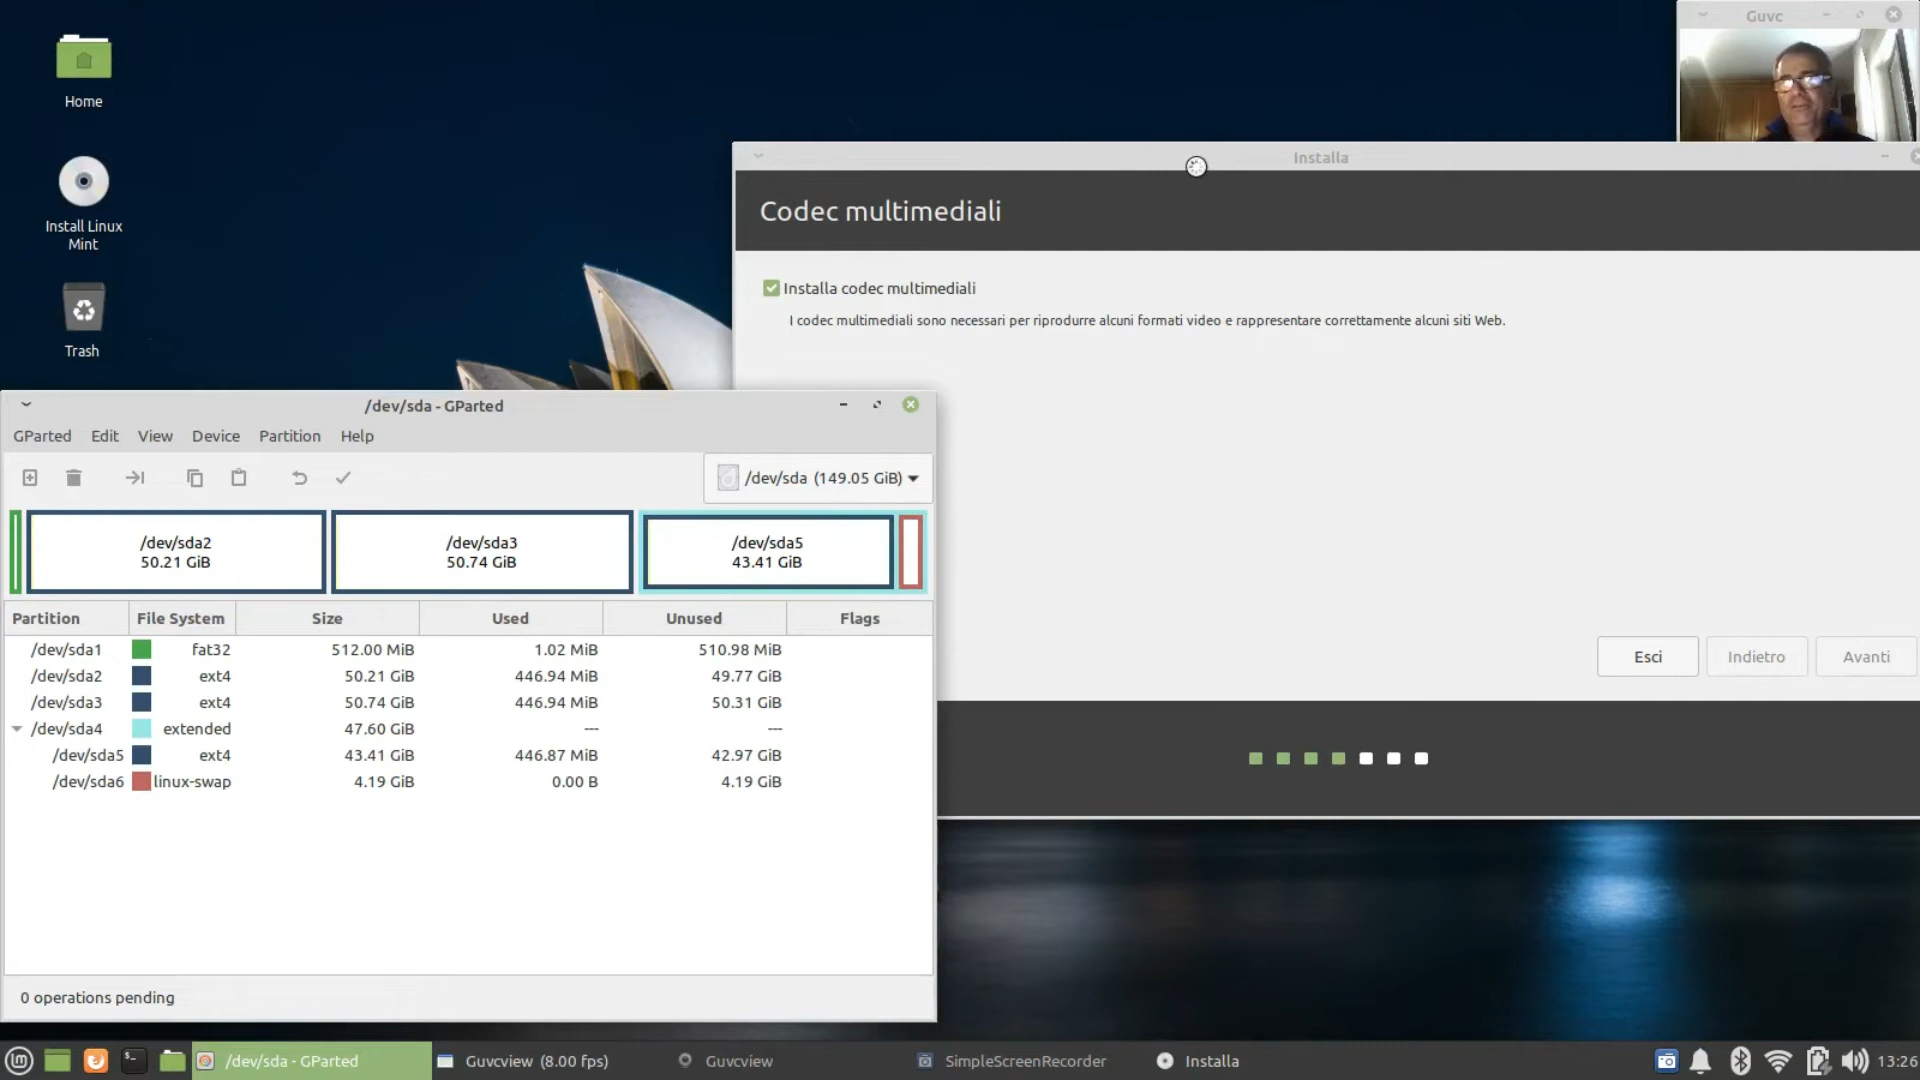 Home
Install Linux
Mint
Trash
Guvc
Installa
Codec multimediali
Installa codec multimediali
I codec multimediali sono necessari per riprodurre alcuni formati video e rappresentare correttamente alcuni siti Web.
Esci
Indietro
Avanti
/dev/sda - GParted
GParted Edit View Device Partition Help
/dev/sda (149.05 GiB)
/dev/sda2
50.21 GiB
/dev/sda3
50.74 GiB
/dev/sda5
43.41 GiB
Partition File System Size Used Unused Flags
/dev/sda1 fat32 512.00 MiB 1.02 MiB 510.98 MiB
/dev/sda2 ext4 50.21 GiB 446.94 MiB 49.77 GiB
/dev/sda3 ext4 50.74 GiB 446.94 MiB 50.31 GiB
/dev/sda4 extended 47.60 GiB --- ---
/dev/sda5 ext4 43.41 GiB 446.87 MiB 42.97 GiB
/dev/sda6 linux-swap 4.19 GiB 0.00 B 4.19 GiB
0 operations pending
/dev/sda - GParted
Guvcview (8.00 fps)
Guvcview
SimpleScreenRecorder
Installa
13:26